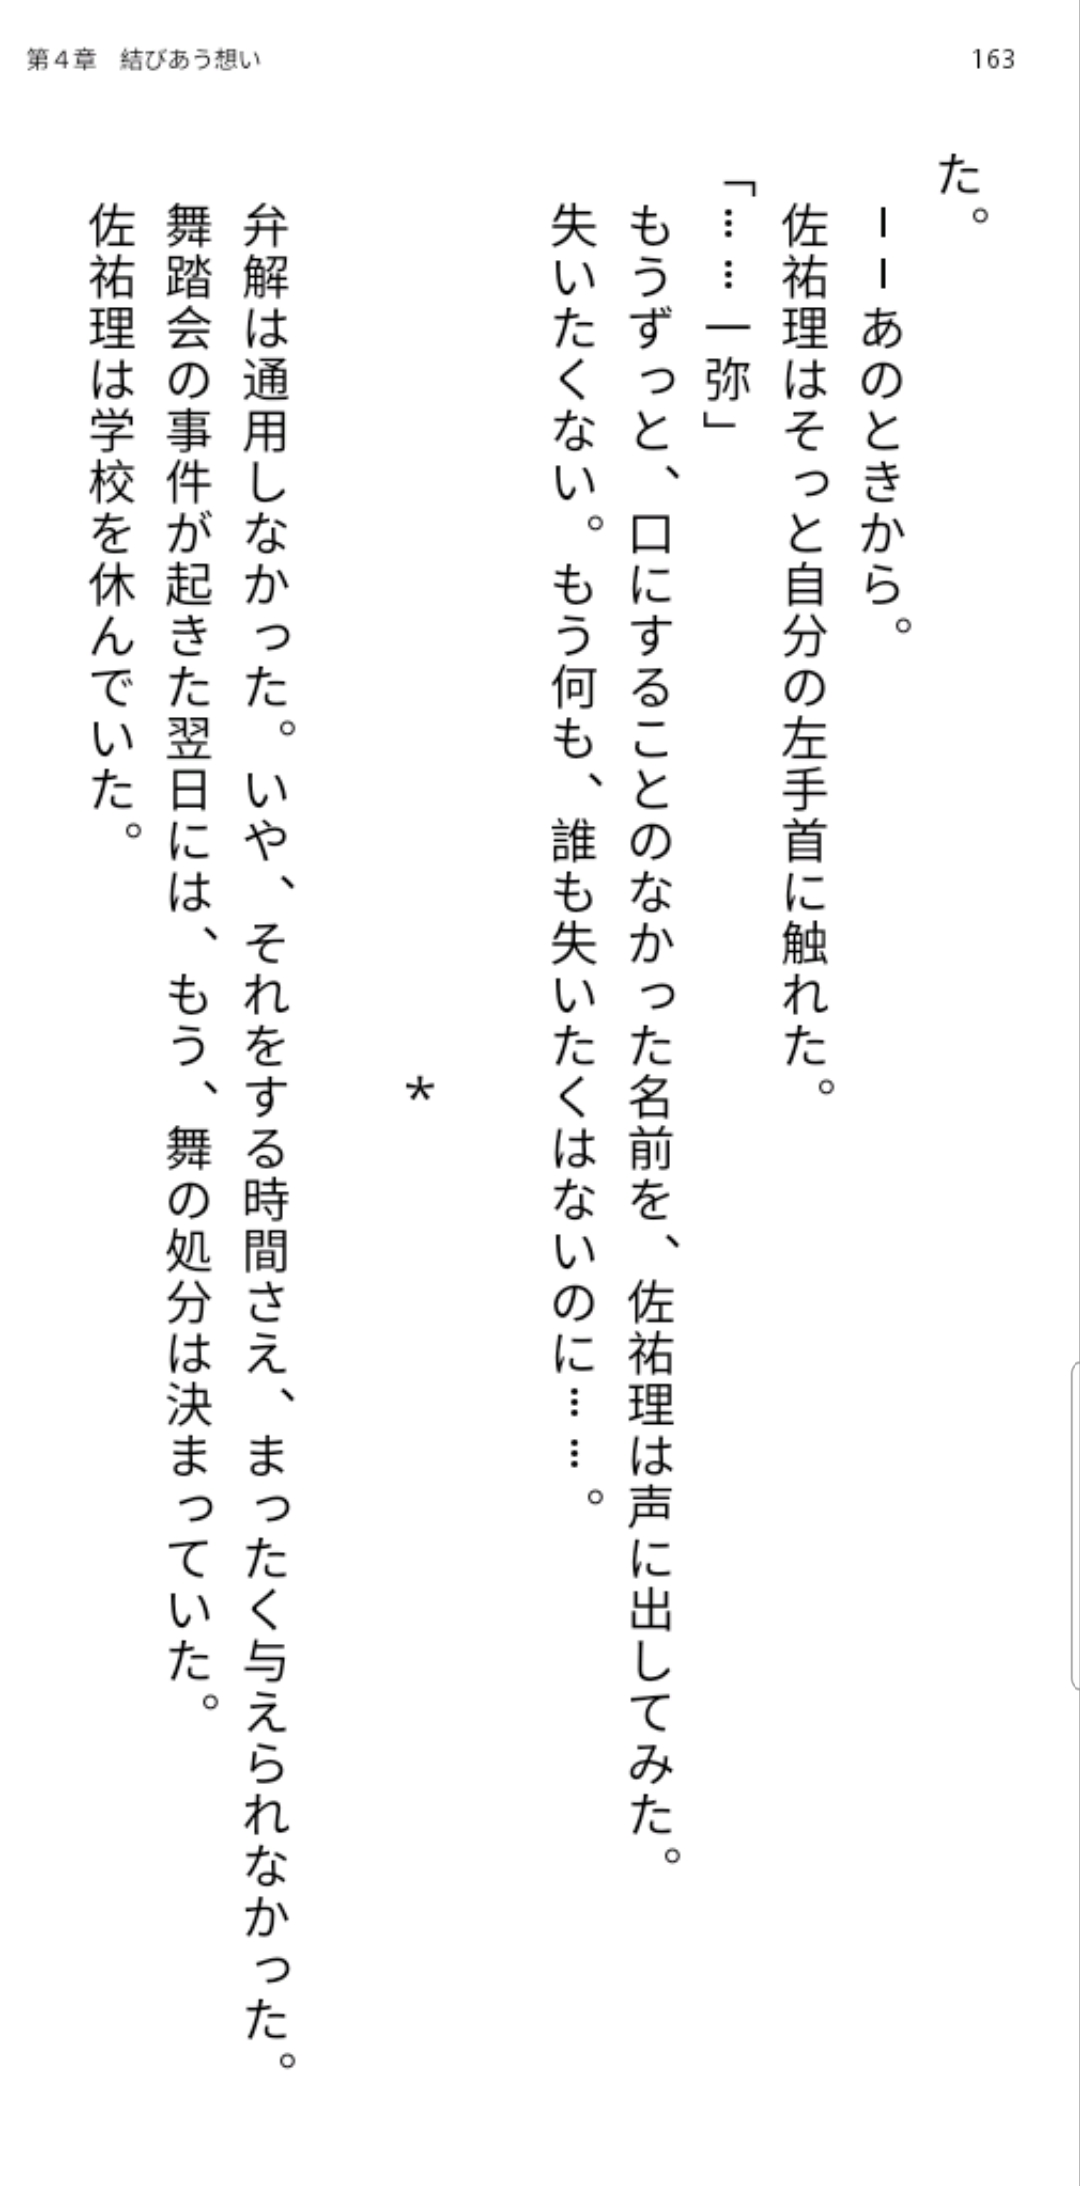 第４章　結びあう想い
163
た。
――あのときから。
佐祐理はそっと自分の左手首に触れた。
「……一弥」
もうずっと、口にすることのなかった名前を、佐祐理は声に出してみた。
失いたくない。もう何も、誰も失いたくはないのに……。
*
弁解は通用しなかった。いや、それをする時間さえ、まったく与えられなかった。
舞踏会の事件が起きた翌日には、もう、舞の処分は決まっていた。
佐祐理は学校を休んでいた。